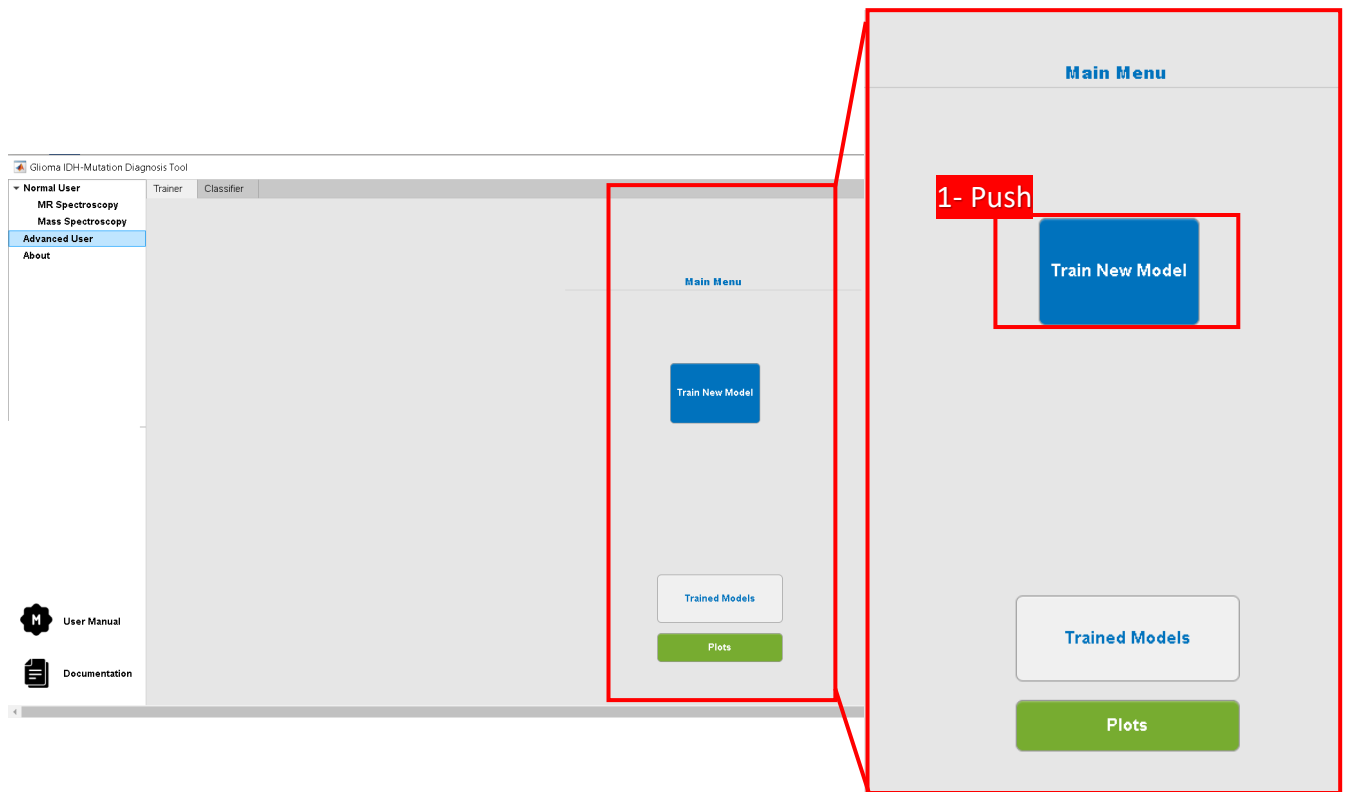 Glioma IDH-Mutation Diagnosis Tool
Normal User
MR Spectroscopy
Mass Spectroscopy
Advanced User
About
User Manual
Documentation
Trainer
Classifier
Main Menu
Train New Model
Trained Models
Plots
Main Menu
1- Push
Train New Model
Trained Models
Plots
M